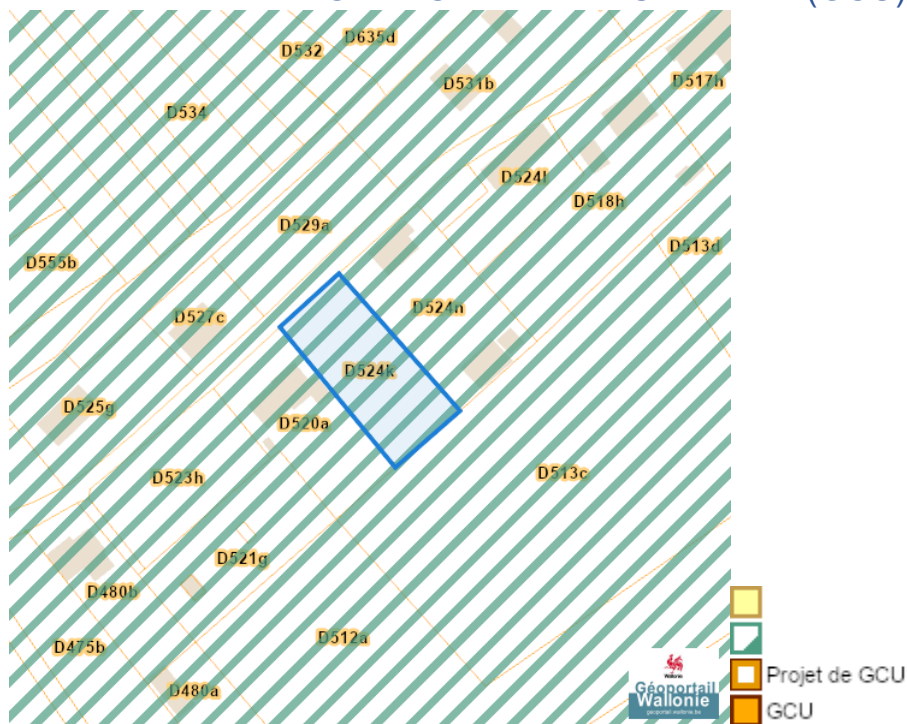 D635d
D532
D531b
D517h
D534
D524l
D518h
D529a
D513d
D555b
D524n
D527c
D524k
D525g
D520a
D523h
D513c
D521g
D480b
D512a
D475b
D480a
Wallonie
Géoportail
Wallonie
geoportail.wallonie.be
Projet de GCU
GCU